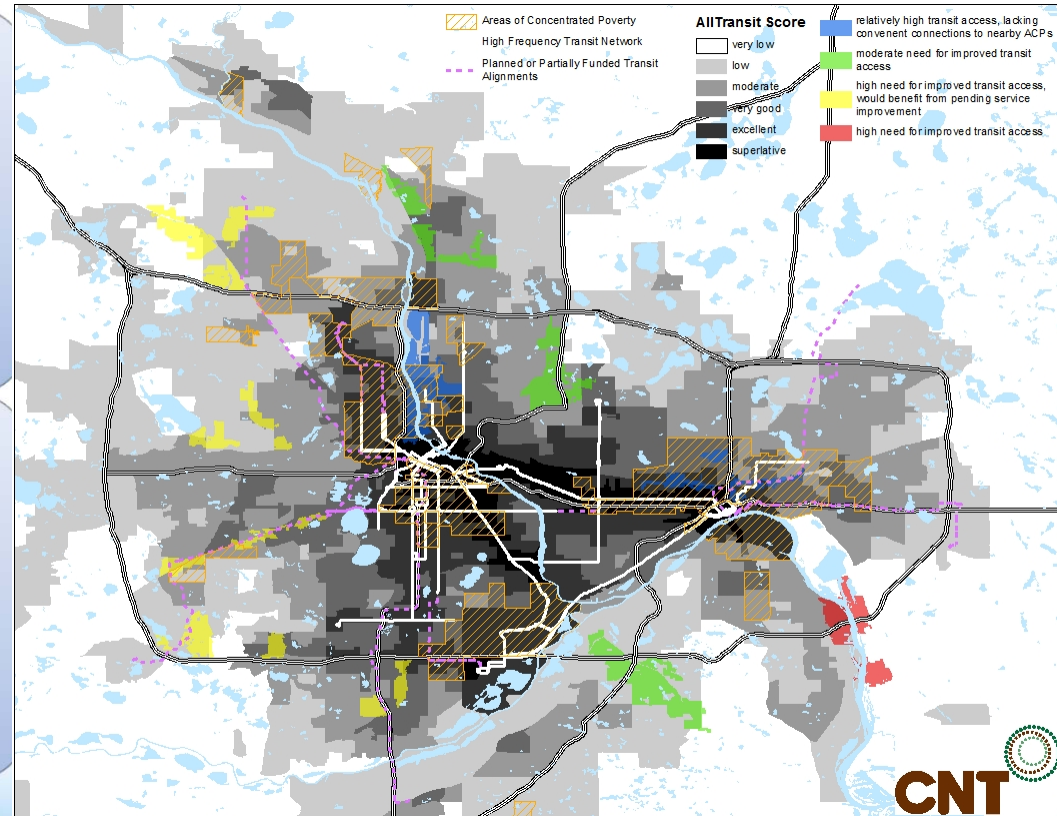 Areas of Concentrated Poverty
High Frequency Transit Network
Planned or Partially Funded Transit
Alignments
AllTransit Score
very low
low
moderate
very good
excellent
superlative
relatively high transit access, lacking
convenent connections to nearby ACPs
moderate need for improved transit
access
high need for improved transit access,
would benefit from pending service
improvement
high need for improved transit access
CNT